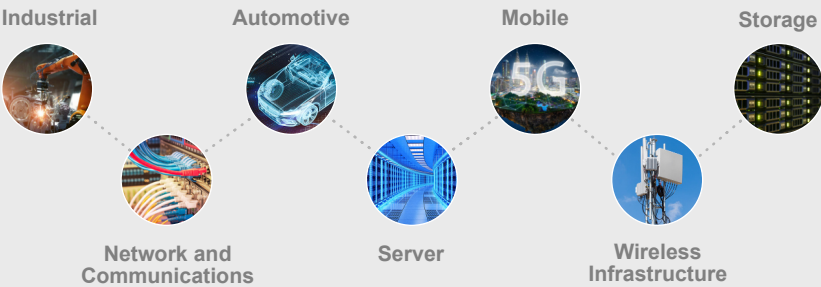 Industrial
Automotive
Mobile
Storage
5G
Network and
Communications
Server
Wireless
Infrastructure